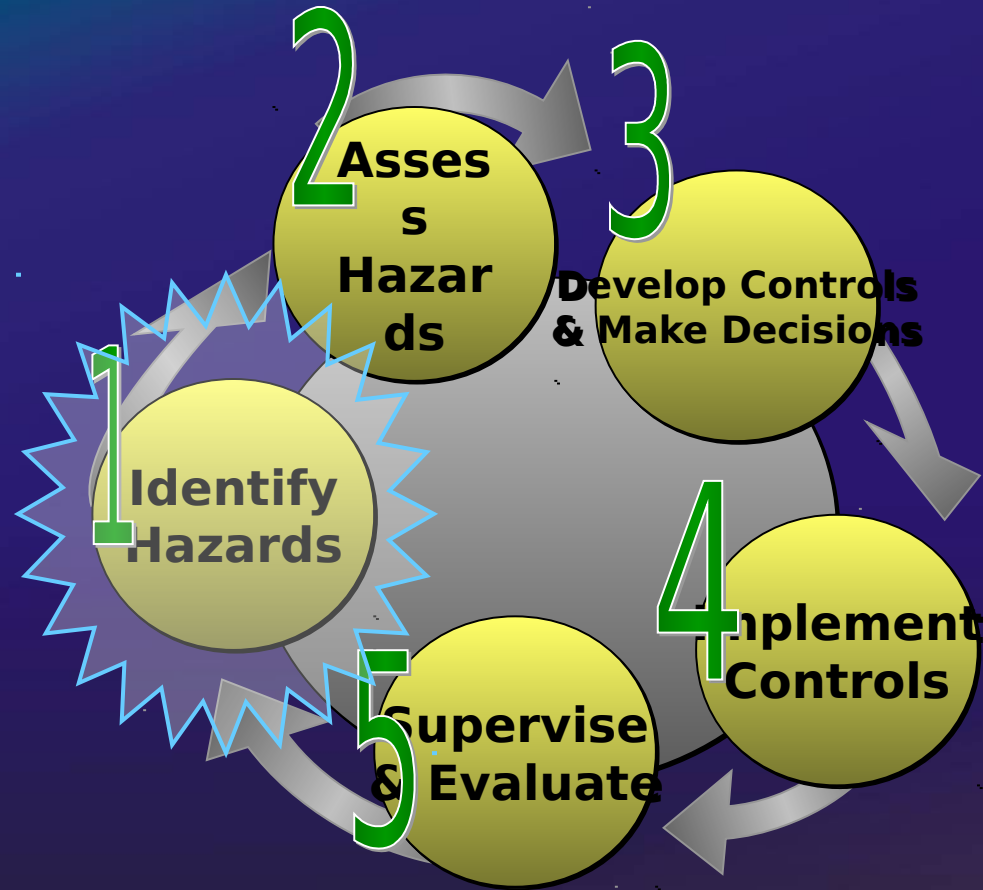 1
Identify
Hazards
2
Asses
s
Hazar
ds
3
Develop Controls
& Make Decisions
4
Implement
Controls
5
Supervise
& Evaluate